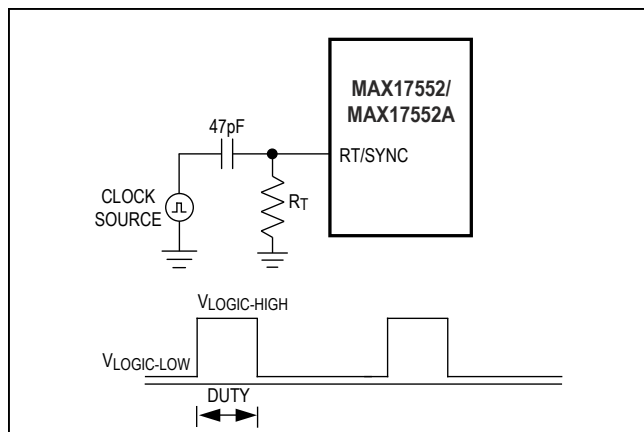 MAX17552/
MAX17552A
47pF
RT/SYNC
RT
CLOCK
SOURCE
VLOGIC-HIGH
VLOGIC-LOW
DUTY